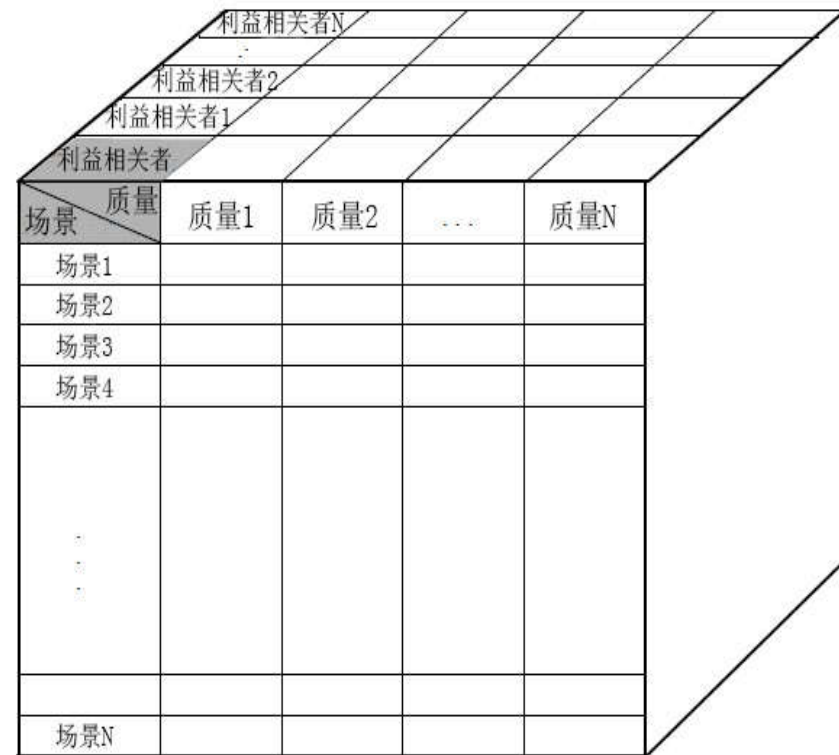 利益相关者N
..
利益相关者2
利益相关者1
利益相关者
质量
场景
质量1 质量2 ... 质量N
场景1
场景2
场景3
场景4
.
.
.
场景N